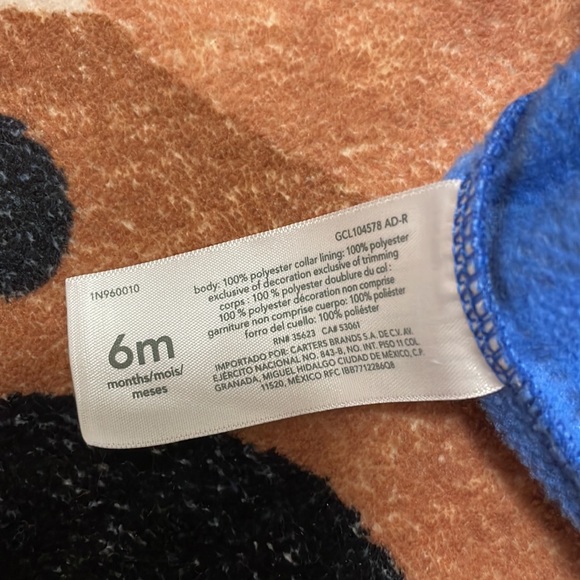 1N960010
6m
months/mois/
meses
GCL104578 AD-R
body: 100% polyester collar lining: 100% polyester
exclusive of decoration exclusive of trimming
corps : 100 % polyester doublure du col :
100 % polyester décoration non comprise
garniture non comprise cuerpo: 100% poliéster
forro del cuello: 100% poliéster
RN# 35623 CA# 53061
IMPORTADO POR: CARTERS BRANDS S.A. DE C.V. AV.
EJÉRCITO NACIONAL NO. 843-B, NO. INT. PISO 11 COL.
GRANADA, MIGUEL HIDALGO CIUDAD DE MÉXICO, C.P.
11520, MÉXICO RFC IBB7712286Q8